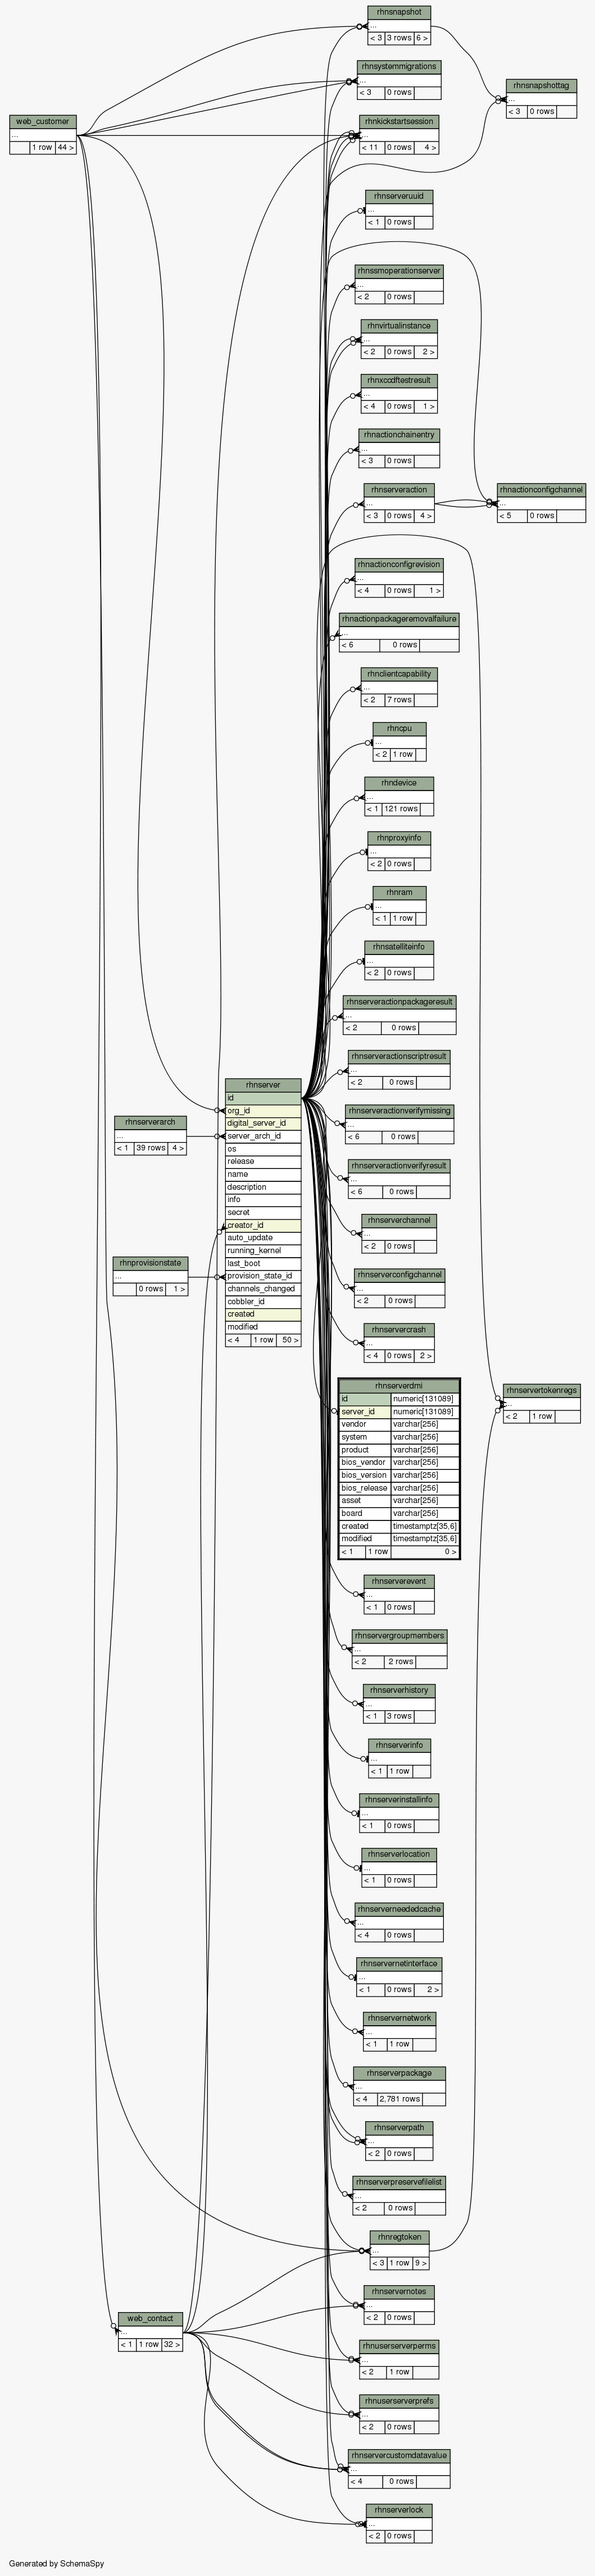 rhnsnapshot
...
< 3 3 rows 6 >
rhnsystemmigrations
...
< 3 0 rows
rhnsnapshottag
...
< 3 0 rows
web_customer
...
1 row 44 >
rhnkickstartsession
...
< 11 0 rows 4 >
rhnserveruuid
...
< 1 0 rows
rhnssmoperationserver
...
< 2 0 rows
rhnvirtualinstance
...
< 2 0 rows 2 >
rhnxccdftestresult
...
< 4 0 rows 1 >
rhnactionchainentry
...
< 3 0 rows
rhnserveraction
...
< 3 0 rows 4 >
rhnactionconfigchannel
...
< 5 0 rows
rhnactionconfigrevision
...
< 4 0 rows 1 >
rhnactionpackageremovalfailure
...
< 6 0 rows
rhnclientcapability
...
< 2 7 rows
rhncpu
...
< 2 1 row
rhndevice
...
< 1 121 rows
rhnproxyinfo
...
< 2 0 rows
rhnram
...
< 1 1 row
rhnsatelliteinfo
...
< 2 0 rows
rhnserveractionpackageresult
...
< 2 0 rows
rhnserveractionscriptresult
...
< 2 0 rows
rhnserver
id
org_id
digital_server_id
server_arch_id
os
release
name
description
info
secret
creator_id
auto_update
running_kernel
last_boot
provision_state_id
channels_changed
cobbler_id
created
modified
< 4 1 row 50 >
rhnserverarch
...
< 1 39 rows 4 >
rhnprovisionstate
...
0 rows 1 >
rhnserveractionverifymissing
...
< 6 0 rows
rhnserveractionverifyresult
...
< 6 0 rows
rhnserverchannel
...
< 2 0 rows
rhnserverconfigchannel
...
< 2 0 rows
rhnservercrash
...
< 4 0 rows 2 >
rhnserverdmi
id numeric[131089]
server_id numeric[131089]
vendor varchar[256]
system varchar[256]
product varchar[256]
bios_vendor varchar[256]
bios_version varchar[256]
bios_release varchar[256]
asset varchar[256]
board varchar[256]
created timestamptz[35,6]
modified timestamptz[35,6]
< 1 1 row 0 >
rhnservertokenregs
...
< 2 1 row
rhnserverevent
...
< 1 0 rows
rhnservergroupmembers
...
< 2 2 rows
rhnserverhistory
...
< 1 3 rows
rhnserverinfo
...
< 1 1 row
rhnserverinstallinfo
...
< 1 0 rows
rhnserverlocation
...
< 1 0 rows
rhnserverneededcache
...
< 4 0 rows
rhnservernetinterface
...
< 1 0 rows 2 >
rhnservernetwork
...
< 1 1 row
rhnserverpackage
...
< 4 2,781 rows
rhnserverpath
...
< 2 0 rows
rhnserverpreservefilelist
...
< 2 0 rows
rhnregtoken
...
< 3 1 row 9 >
rhnservernotes
...
< 2 0 rows
web_contact
...
< 1 1 row 32 >
rhnuserserverperms
...
< 2 1 row
rhnuserserverprefs
...
< 2 0 rows
rhnservercustomdatavalue
...
< 4 0 rows
rhnserverlock
...
< 2 0 rows
Generated by SchemaSpy